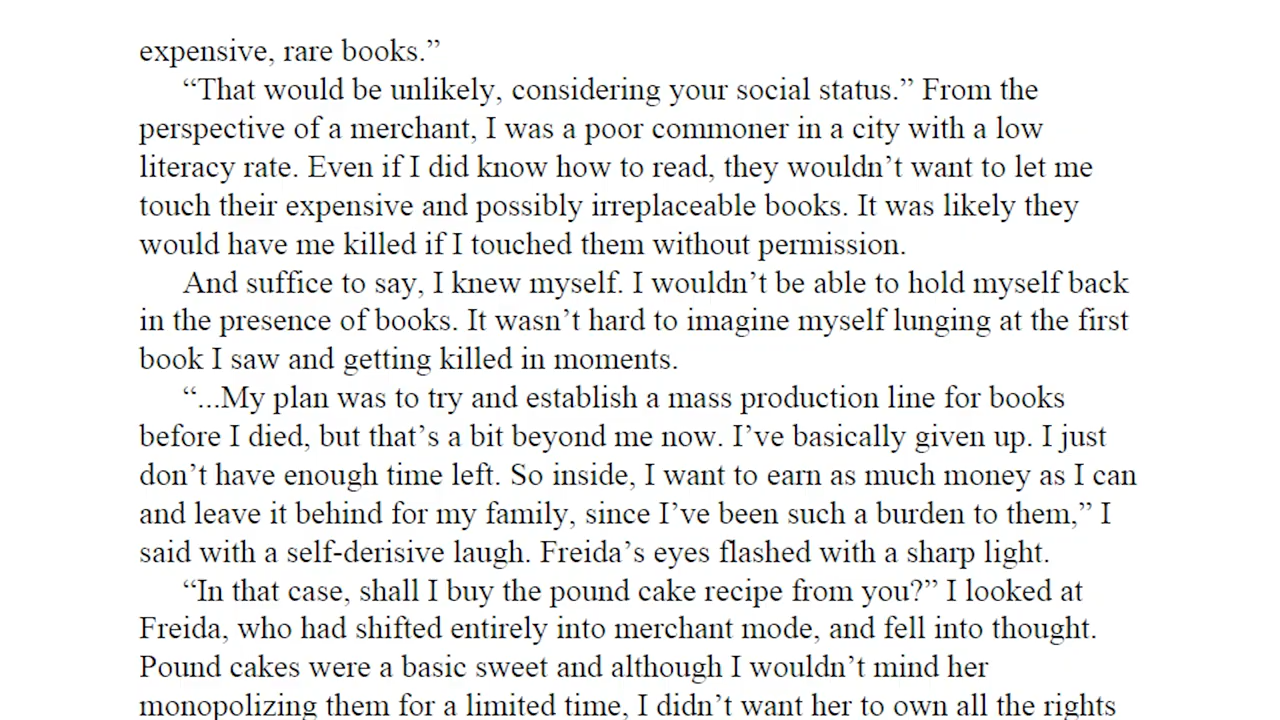 expensive, rare books.”
“That would be unlikely, considering your social status.” From the
perspective of a merchant, I was a poor commoner in a city with a low
literacy rate. Even if I did know how to read, they wouldn’t want to let me
touch their expensive and possibly irreplaceable books. It was likely they
would have me killed if I touched them without permission.
And suffice to say, I knew myself. I wouldn’t be able to hold myself back
in the presence of books. It wasn’t hard to imagine myself lunging at the first
book I saw and getting killed in moments.
“...My plan was to try and establish a mass production line for books
before I died, but that’s a bit beyond me now. I’ve basically given up. I just
don’t have enough time left. So inside, I want to earn as much money as I can
and leave it behind for my family, since I’ve been such a burden to them,” I
said with a self-derisive laugh. Freida’s eyes flashed with a sharp light.
“In that case, shall I buy the pound cake recipe from you?” I looked at
Freida, who had shifted entirely into merchant mode, and fell into thought.
Pound cakes were a basic sweet and although I wouldn’t mind her
monopolizing them for a limited time, I didn’t want her to own all the rights